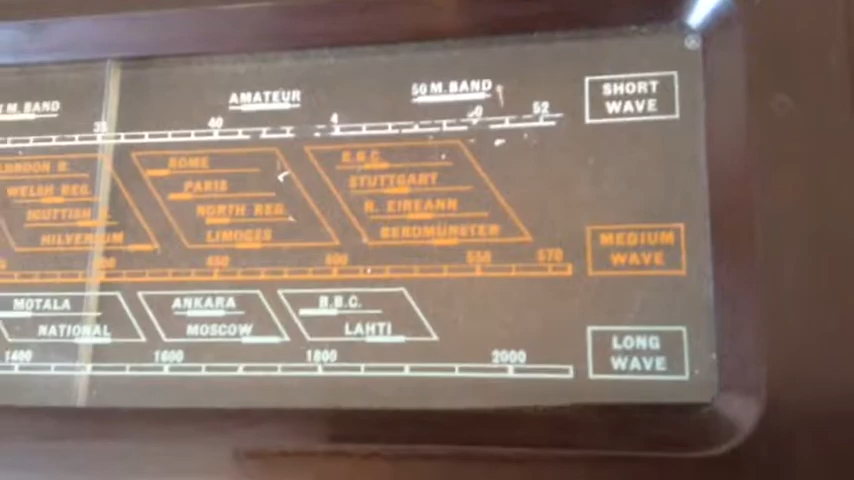 M. BAND
AMATEUR
50 M. BAND
SHORT
WAVE
35 40 4 50 52
LONDON R.
ROME
B.B.C.
WELSH REG.
PARIS
STUTTGART
SCOTTISH R.
NORTH REG.
R. EIREANN
HILVERSUM
LIMOGES
BEROMÜNSTER
MEDIUM
WAVE
450 500 550 570
MOTALA
ANKARA
B.B.C.
NATIONAL
MOSCOW
LAHTI
LONG
WAVE
1400 1600 1800 2000